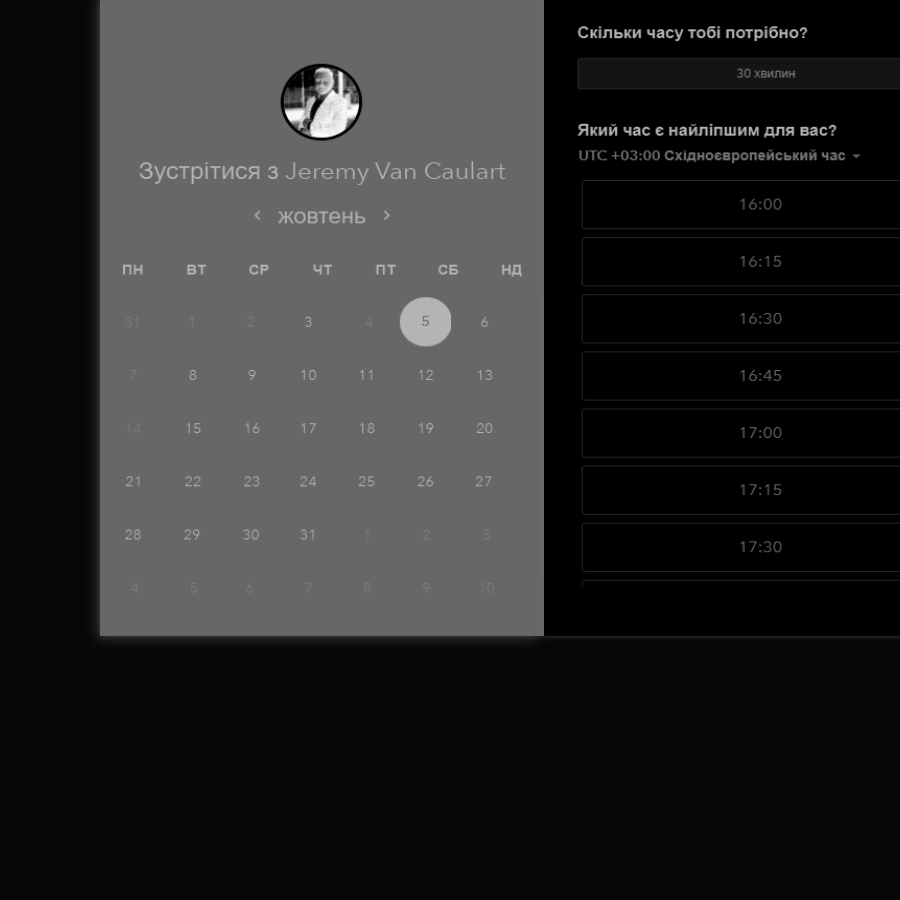 Зустрітися з Jeremy Van Caulart
жовтень
ПН ВТ СР ЧТ ПТ СБ НД
31 1 2 3 4 5 6
7 8 9 10 11 12 13
14 15 16 17 18 19 20
21 22 23 24 25 26 27
28 29 30 31 1 2 3
4 5 6 7 8 9 10
Скільки часу тобі потрібно?
30 хвилин
Який час є найліпшим для вас?
UTC +03:00 Східноєвропейський час
16:00
16:15
16:30
16:45
17:00
17:15
17:30